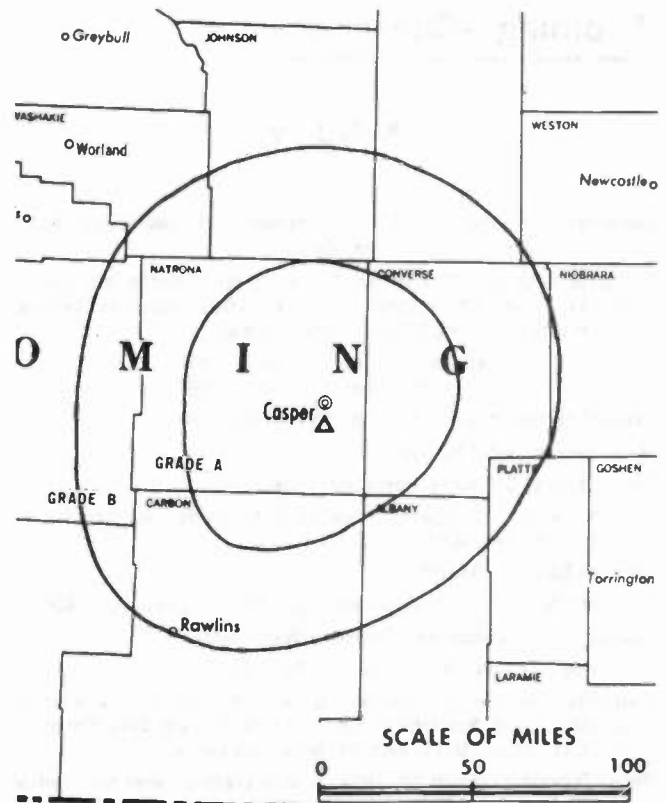 Greybull
JOHNSON
WASHAKIE
Worland
WESTON
Newcastle
s
NATRONA
CONVERSE
NIOBRARA
O M I N G
Casper
GRADE A
PLATTE
GOSHEN
GRADE B
CARBON
ALBANY
Torrington
Rawlins
LARAMIE
SCALE OF MILES
0 50 100